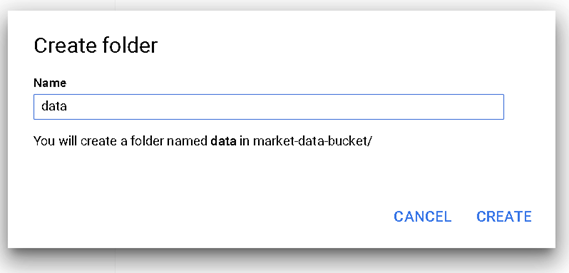 Create folder
Name
data
You will create a folder named data in market-data-bucket/
CANCEL CREATE